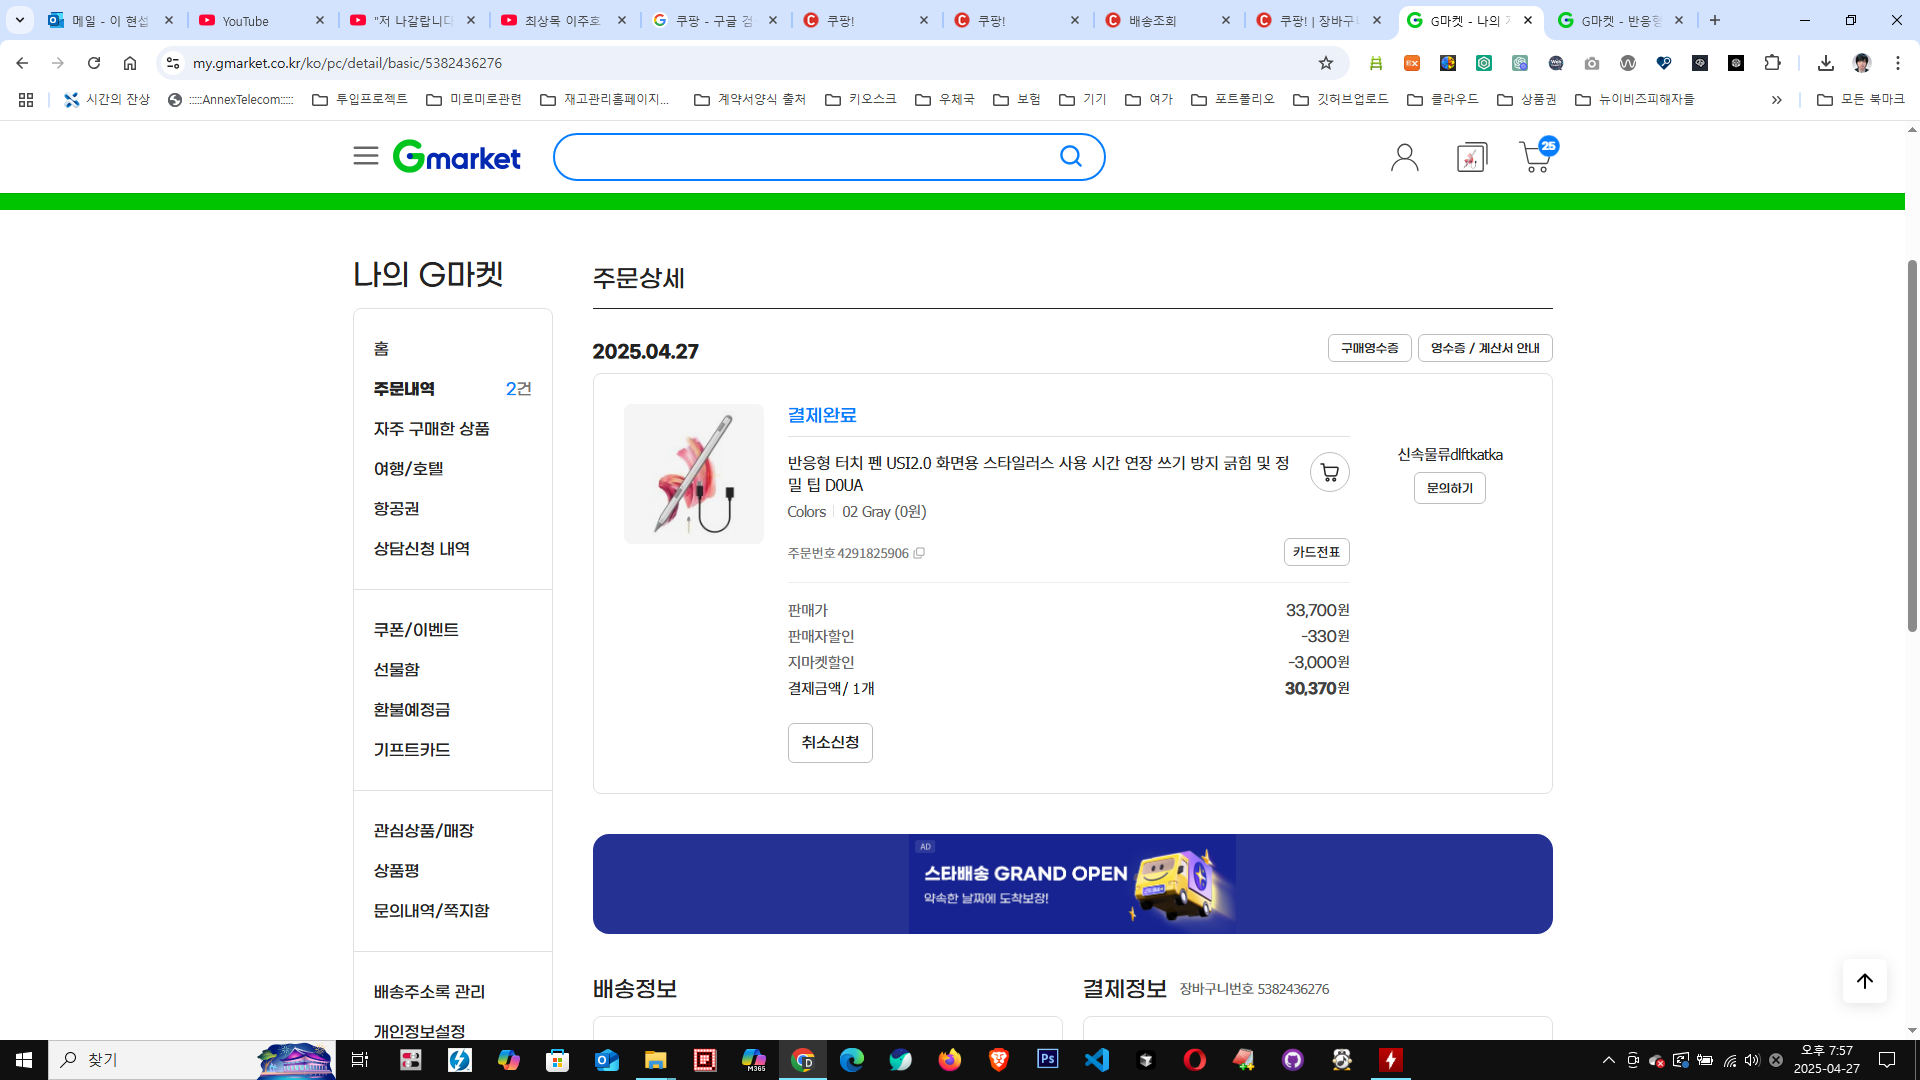 메일 - 이 현섭
YouTube
"저 나갈랍니다
최상목 이주호
쿠팡 - 구글 검
쿠팡!
쿠팡!
배송조회
쿠팡! | 장바구니
G마켓 - 나의 
G마켓 - 반응형
my.gmarket.co.kr/ko/pc/detail/basic/5382436276
시간의 잔상
:::::AnnexTelecom:::::
투입프로젝트
미로미로관련
재고관리홈페이지...
계약서양식 출처
키오스크
우체국
보험
기기
여가
포트폴리오
깃허브업로드
클라우드
상품권
뉴이비즈피해자들
모든 북마크
Gmarket
25
나의 G마켓
홈
주문내역 2건
자주 구매한 상품
여행/호텔
항공권
상담신청 내역
쿠폰/이벤트
선물함
환불예정금
기프트카드
관심상품/매장
상품평
문의내역/쪽지함
배송주소록 관리
개인정보설정
주문상세
2025.04.27
구매영수증
영수증 / 계산서 안내
결제완료
반응형 터치 펜 USI2.0 화면용 스타일러스 사용 시간 연장 쓰기 방지 긁힘 및 정
밀 팁 D0UA
Colors 02 Gray (0원)
주문번호 4291825906
카드전표
신속물류dlftkatka
문의하기
판매가 33,700원
판매자할인 -330원
지마켓할인 -3,000원
결제금액/ 1개 30,370원
취소신청
AD
스타배송 GRAND OPEN
약속한 날짜에 도착보장!
배송정보
결제정보 장바구니번호 5382436276
찾기
M365
Ps
오후 7:57
2025-04-27